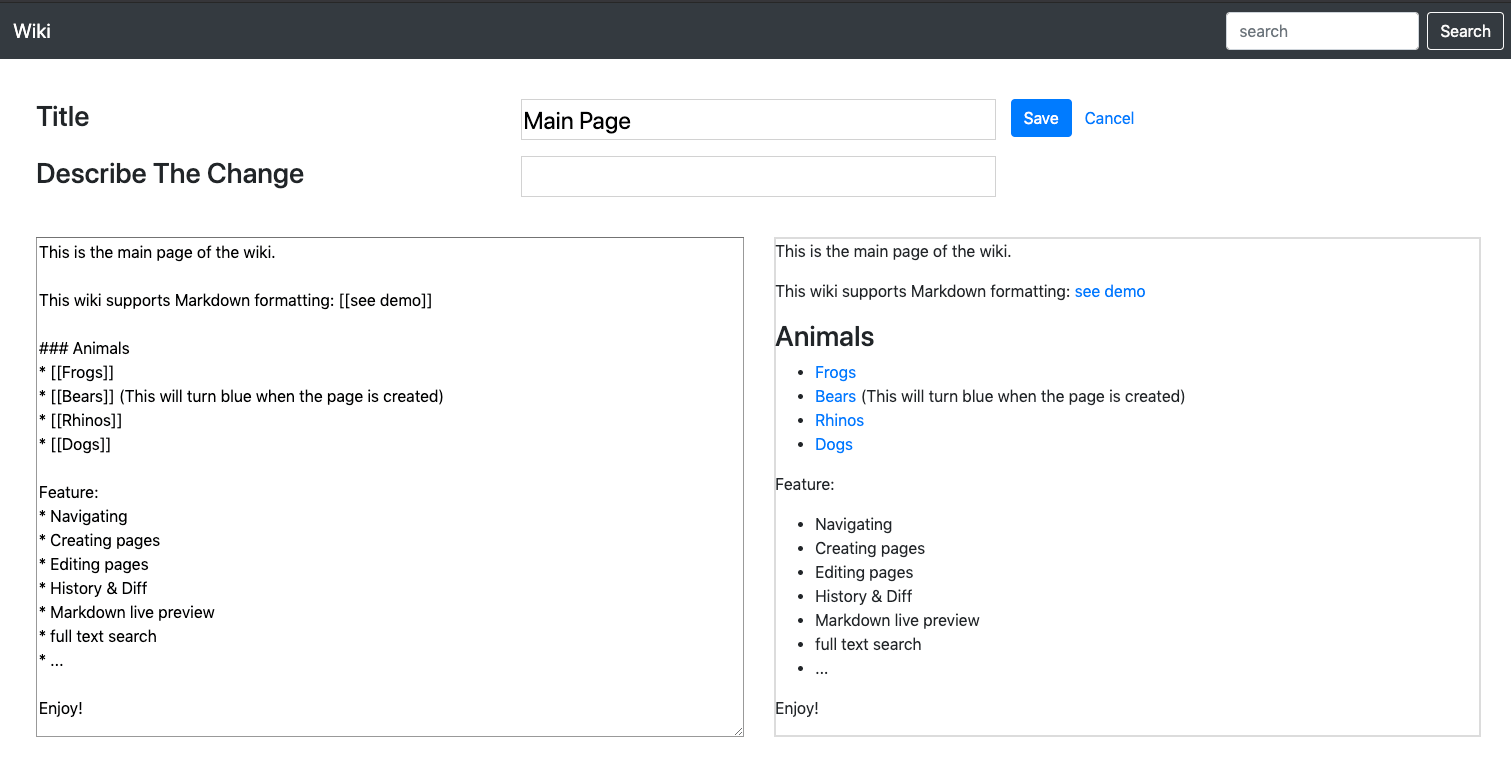 Wiki
search
Search
Title
Main Page
Save
Cancel
Describe The Change
This is the main page of the wiki.
This wiki supports Markdown formatting: [[see demo]]
### Animals
* [[Frogs]]
* [[Bears]] (This will turn blue when the page is created)
* [[Rhinos]]
* [[Dogs]]
Feature:
* Navigating
* Creating pages
* Editing pages
* History & Diff
* Markdown live preview
* full text search
* ...
Enjoy!
This is the main page of the wiki.
This wiki supports Markdown formatting: see demo
Animals
• Frogs
• Bears (This will turn blue when the page is created)
• Rhinos
• Dogs
Feature:
• Navigating
• Creating pages
• Editing pages
• History & Diff
• Markdown live preview
• full text search
• ...
Enjoy!